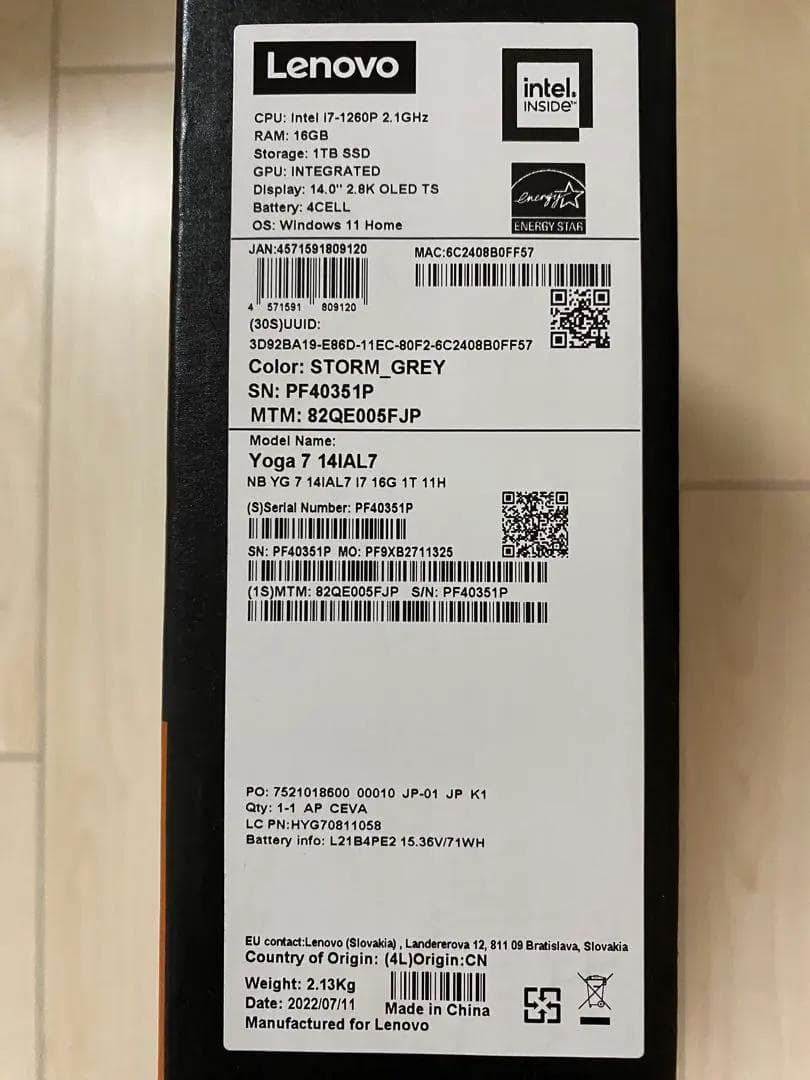 Lenovo
intel.
INSIDE™
CPU: Intel I7-1260P 2.1GHz
RAM: 16GB
Storage: 1TB SSD
GPU: INTEGRATED
Display: 14.0'' 2.8K OLED TS
Battery: 4CELL
OS: Windows 11 Home
energy
ENERGY STAR
JAN:4571591809120
MAC:6C2408B0FF57
4 571591 809120
(30S)UUID:
3D92BA19-E86D-11EC-80F2-6C2408B0FF57
Color: STORM_GREY
SN: PF40351P
MTM: 82QE005FJP
Model Name:
Yoga 7 14IAL7
NB YG 7 14IAL7 I7 16G 1T 11H
(S)Serial Number: PF40351P
SN: PF40351P MO: PF9XB2711325
(1S)MTM: 82QE005FJP S/N: PF40351P
PO: 7521018600 00010 JP-01 JP K1
Qty: 1-1 AP CEVA
LC PN:HYG70811058
Battery info: L21B4PE2 15.36V/71WH
EU contact:Lenovo (Slovakia) , Landererova 12, 811 09 Bratislava, Slovakia
Country of Origin: (4L)Origin:CN
Weight: 2.13Kg
Date: 2022/07/11
Made in China
Manufactured for Lenovo